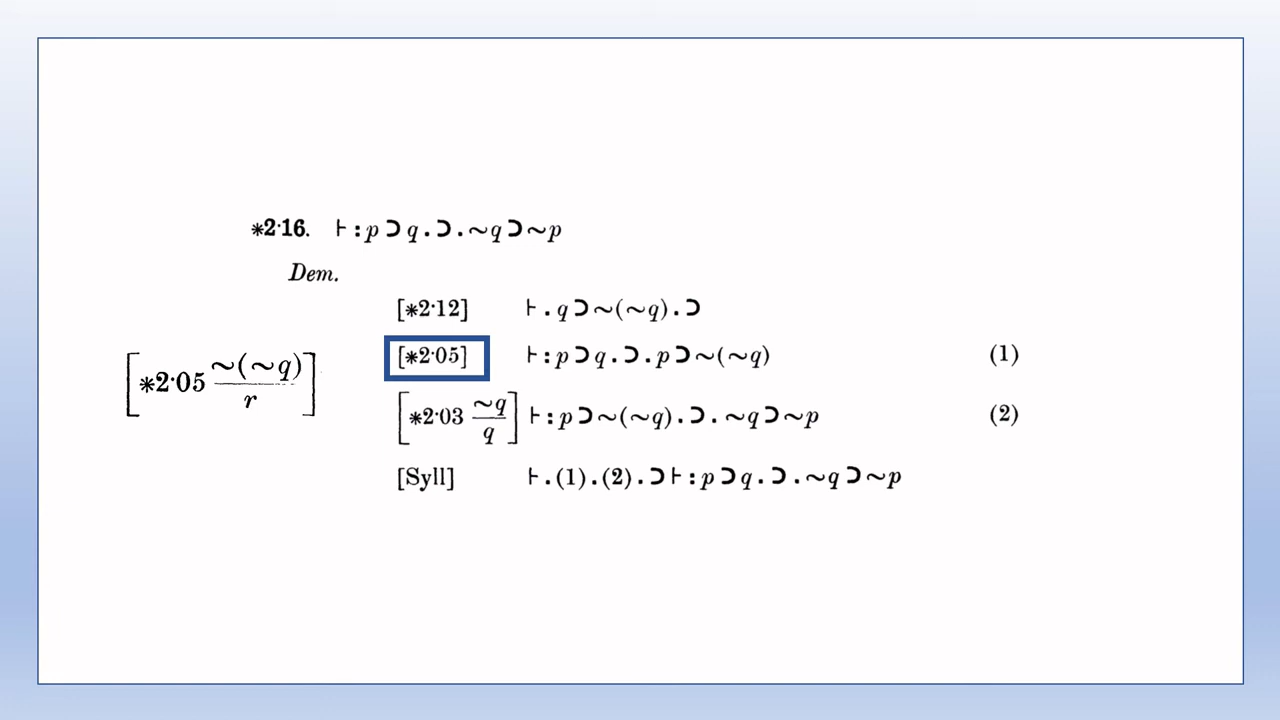 ∗2·16. ⊢ : p ⊃ q . ⊃ . ∼q ⊃ ∼p
Dem.
[∗2·12] ⊢ . q ⊃ ∼(∼q) . ⊃
[∗2·05] ⊢ : p ⊃ q . ⊃ . p ⊃ ∼(∼q) (1)
[∗2·05 ∼(∼q)/r]
[∗2·03 ∼q/q] ⊢ : p ⊃ ∼(∼q) . ⊃ . ∼q ⊃ ∼p (2)
[Syll] ⊢ . (1) . (2) . ⊃ ⊢ : p ⊃ q . ⊃ . ∼q ⊃ ∼p